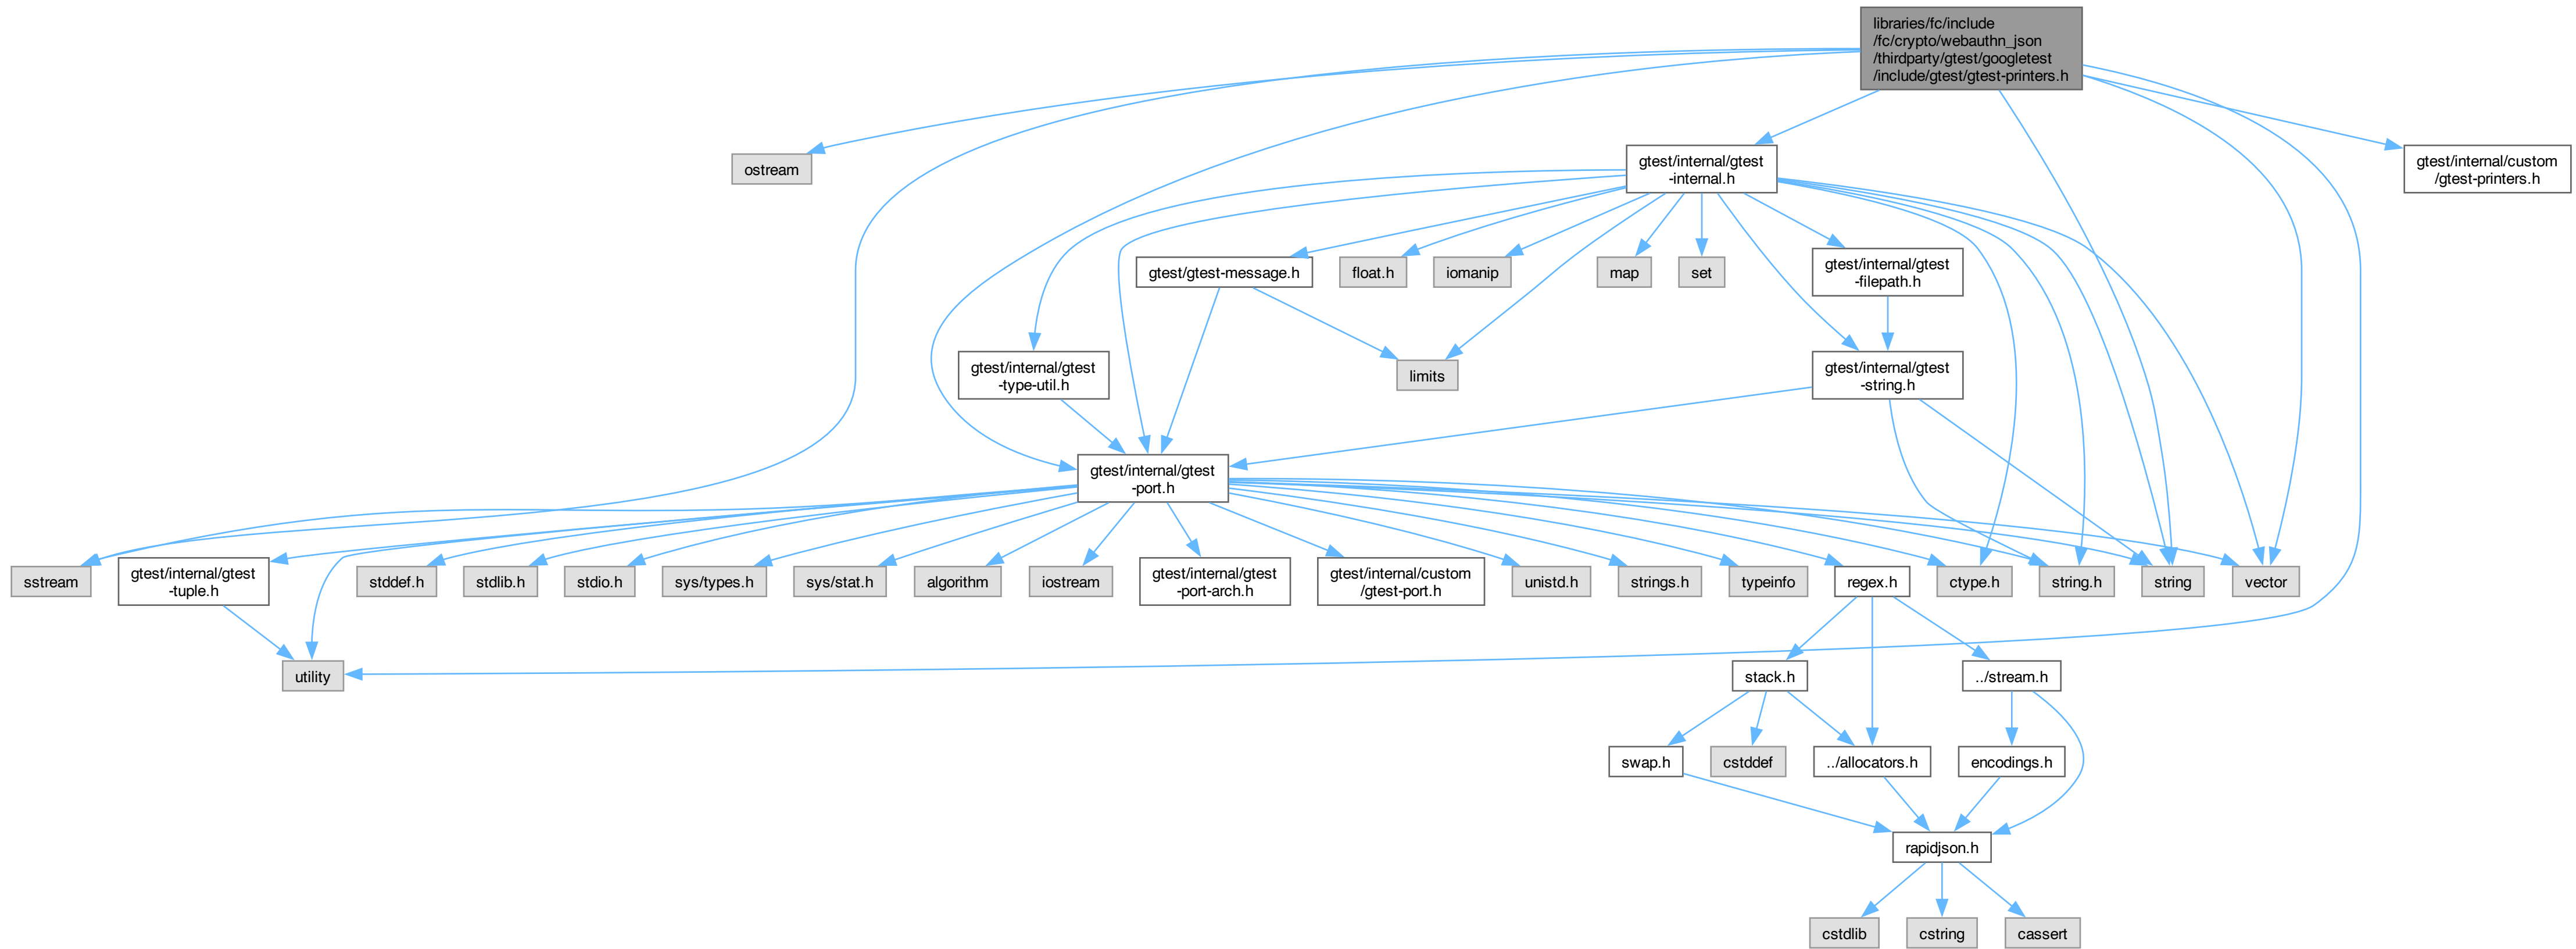 libraries/fc/include
/fc/crypto/webauthn_json
/thirdparty/gtest/googletest
/include/gtest/gtest-printers.h
ostream
gtest/internal/gtest
-internal.h
gtest/internal/custom
/gtest-printers.h
gtest/gtest-message.h
float.h
iomanip
map
set
gtest/internal/gtest
-filepath.h
gtest/internal/gtest
-type-util.h
limits
gtest/internal/gtest
-string.h
gtest/internal/gtest
-port.h
sstream
gtest/internal/gtest
-tuple.h
stddef.h
stdlib.h
stdio.h
sys/types.h
sys/stat.h
algorithm
iostream
gtest/internal/gtest
-port-arch.h
gtest/internal/custom
/gtest-port.h
unistd.h
strings.h
typeinfo
regex.h
ctype.h
string.h
string
vector
utility
stack.h
../stream.h
swap.h
cstddef
../allocators.h
encodings.h
rapidjson.h
cstdlib
cstring
cassert